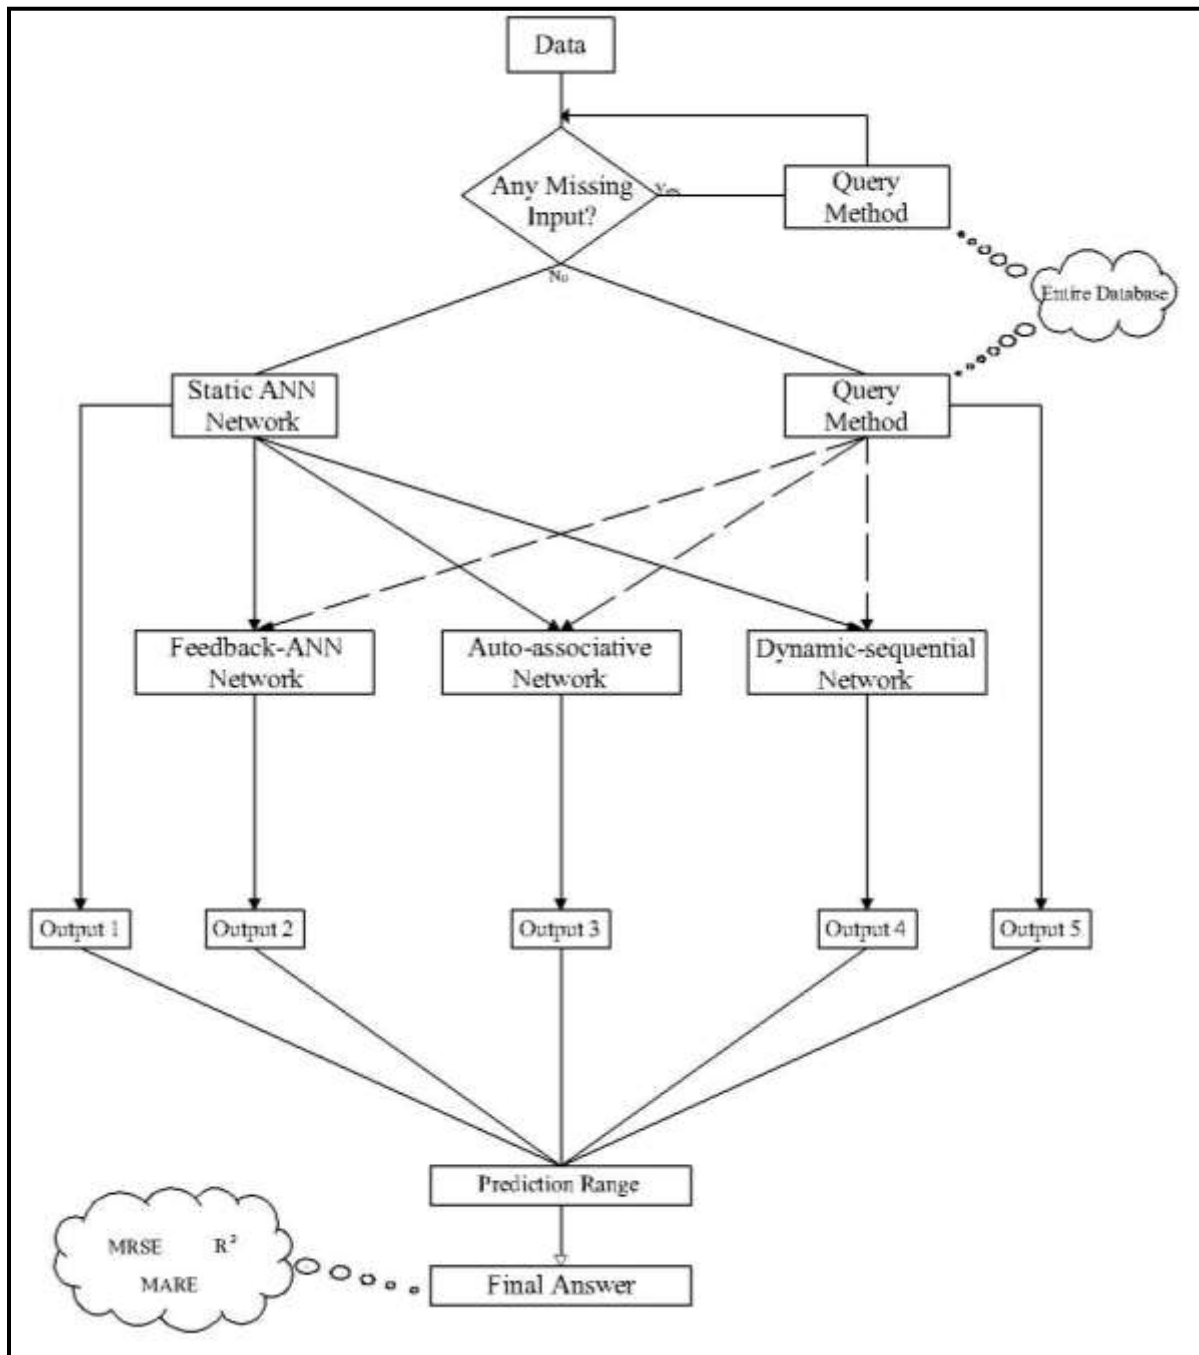 Data
Any Missing
Input?
Yes
Query
Method
No
Entire Database
Static ANN
Network
Query
Method
Feedback-ANN
Network
Auto-associative
Network
Dynamic-sequential
Network
Output 1
Output 2
Output 3
Output 4
Output 5
Prediction Range
MRSE R²
MARE
Final Answer